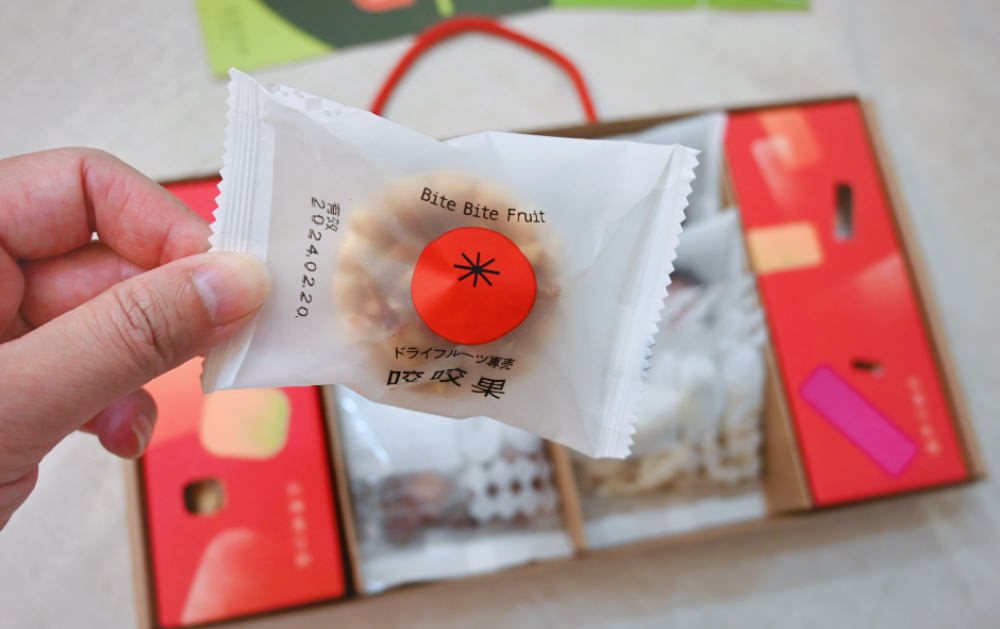 Bite Bite Fruit
有效
2024.02.20.
ドライフルーツ専売
咬咬果